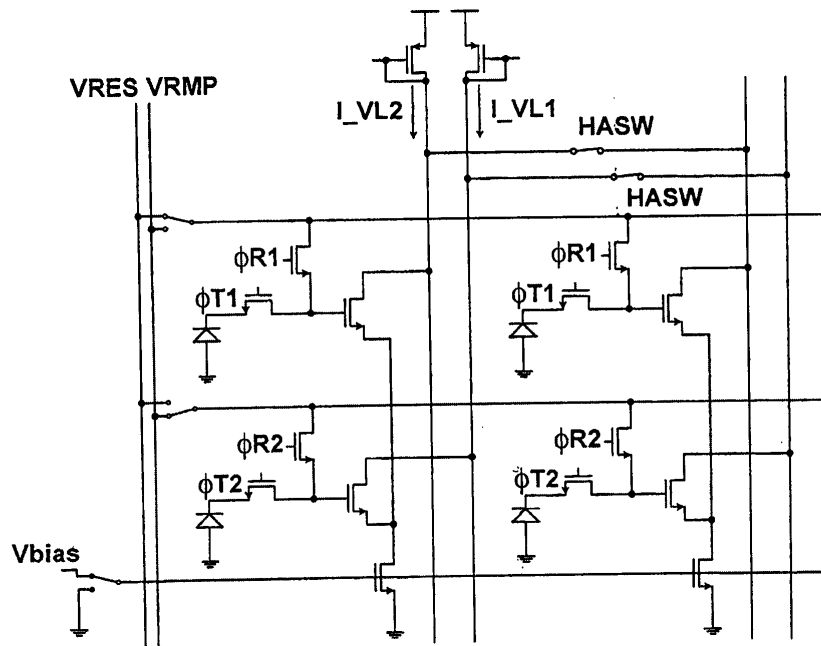 VRES VRMP
I_VL2
I_VL1
HASW
HASW
ϕR1
ϕR1
ϕT1
ϕT1
ϕR2
ϕR2
ϕT2
ϕT2
Vbias